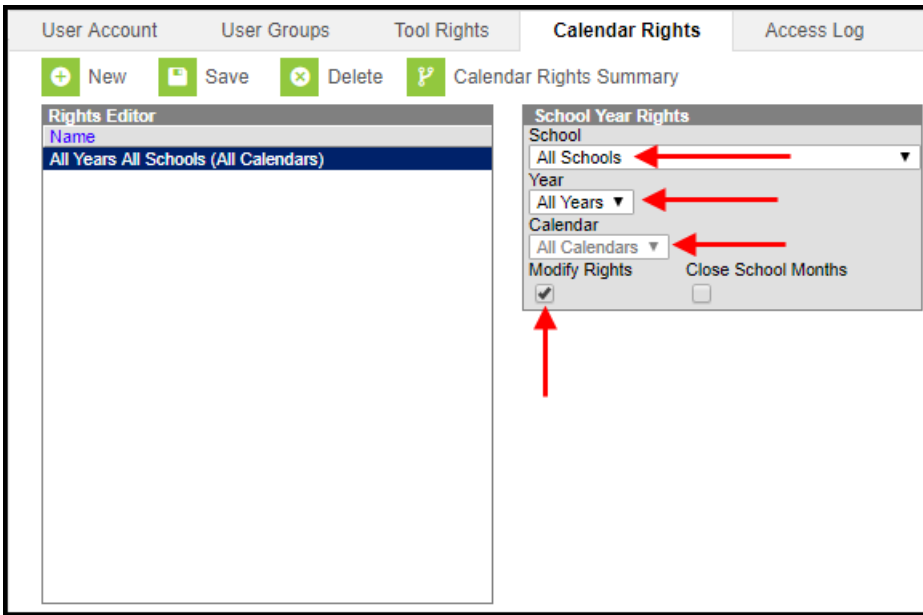 User Account User Groups Tool Rights Calendar Rights Access Log
New Save Delete Calendar Rights Summary
Rights Editor
Name
All Years All Schools (All Calendars)
School Year Rights
School
All Schools
Year
All Years
Calendar
All Calendars
Modify Rights Close School Months